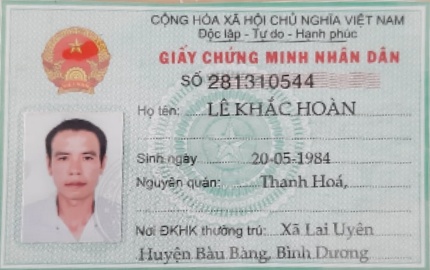 CỘNG HÒA XÃ HỘI CHỦ NGHĨA VIỆT NAM
Độc lập - Tự do - Hạnh phúc
GIẤY CHỨNG MINH NHÂN DÂN
SỐ 281310544
Họ tên: LÊ KHẮC HOÀN
Sinh ngày 20-05-1984
Nguyên quán: Thanh Hoá,
Nơi ĐKHK thường trú: Xã Lai Uyên
Huyện Bàu Bàng, Bình Dương